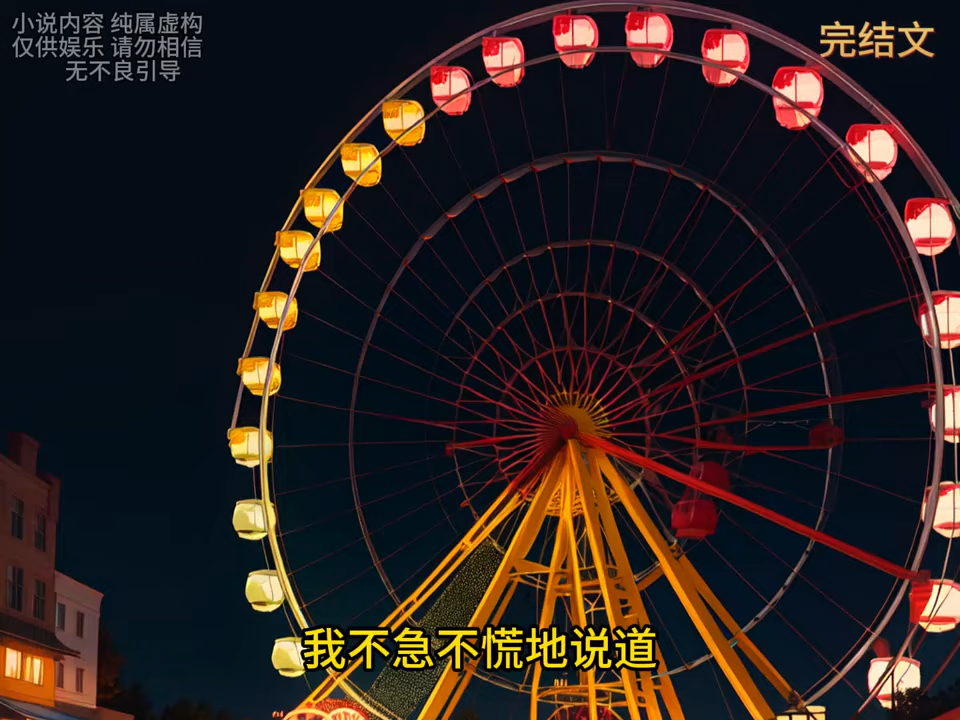 小说内容 纯属虚构
仅供娱乐 请勿相信
无不良引导
完结文
我不急不慌地说道